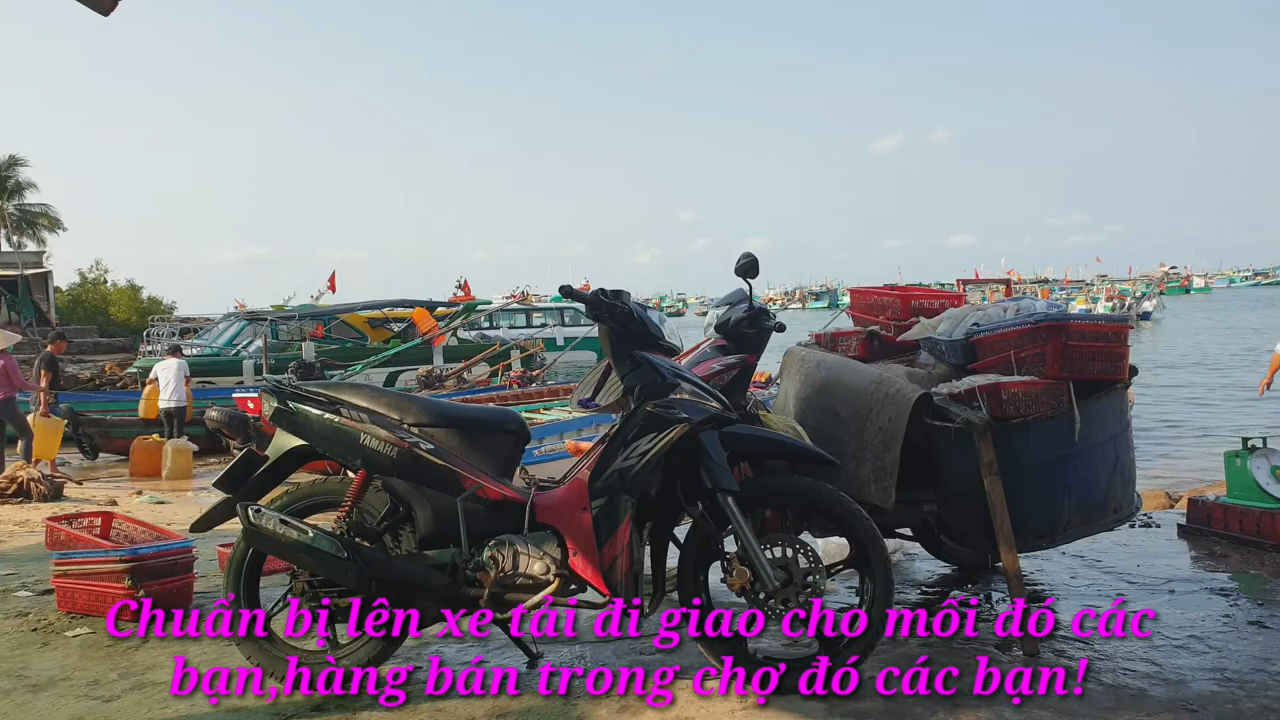 YAMAHA
Chuẩn bị lên xe tải đi giao cho mối đó các
bạn,hàng bán trong chợ đó các bạn!